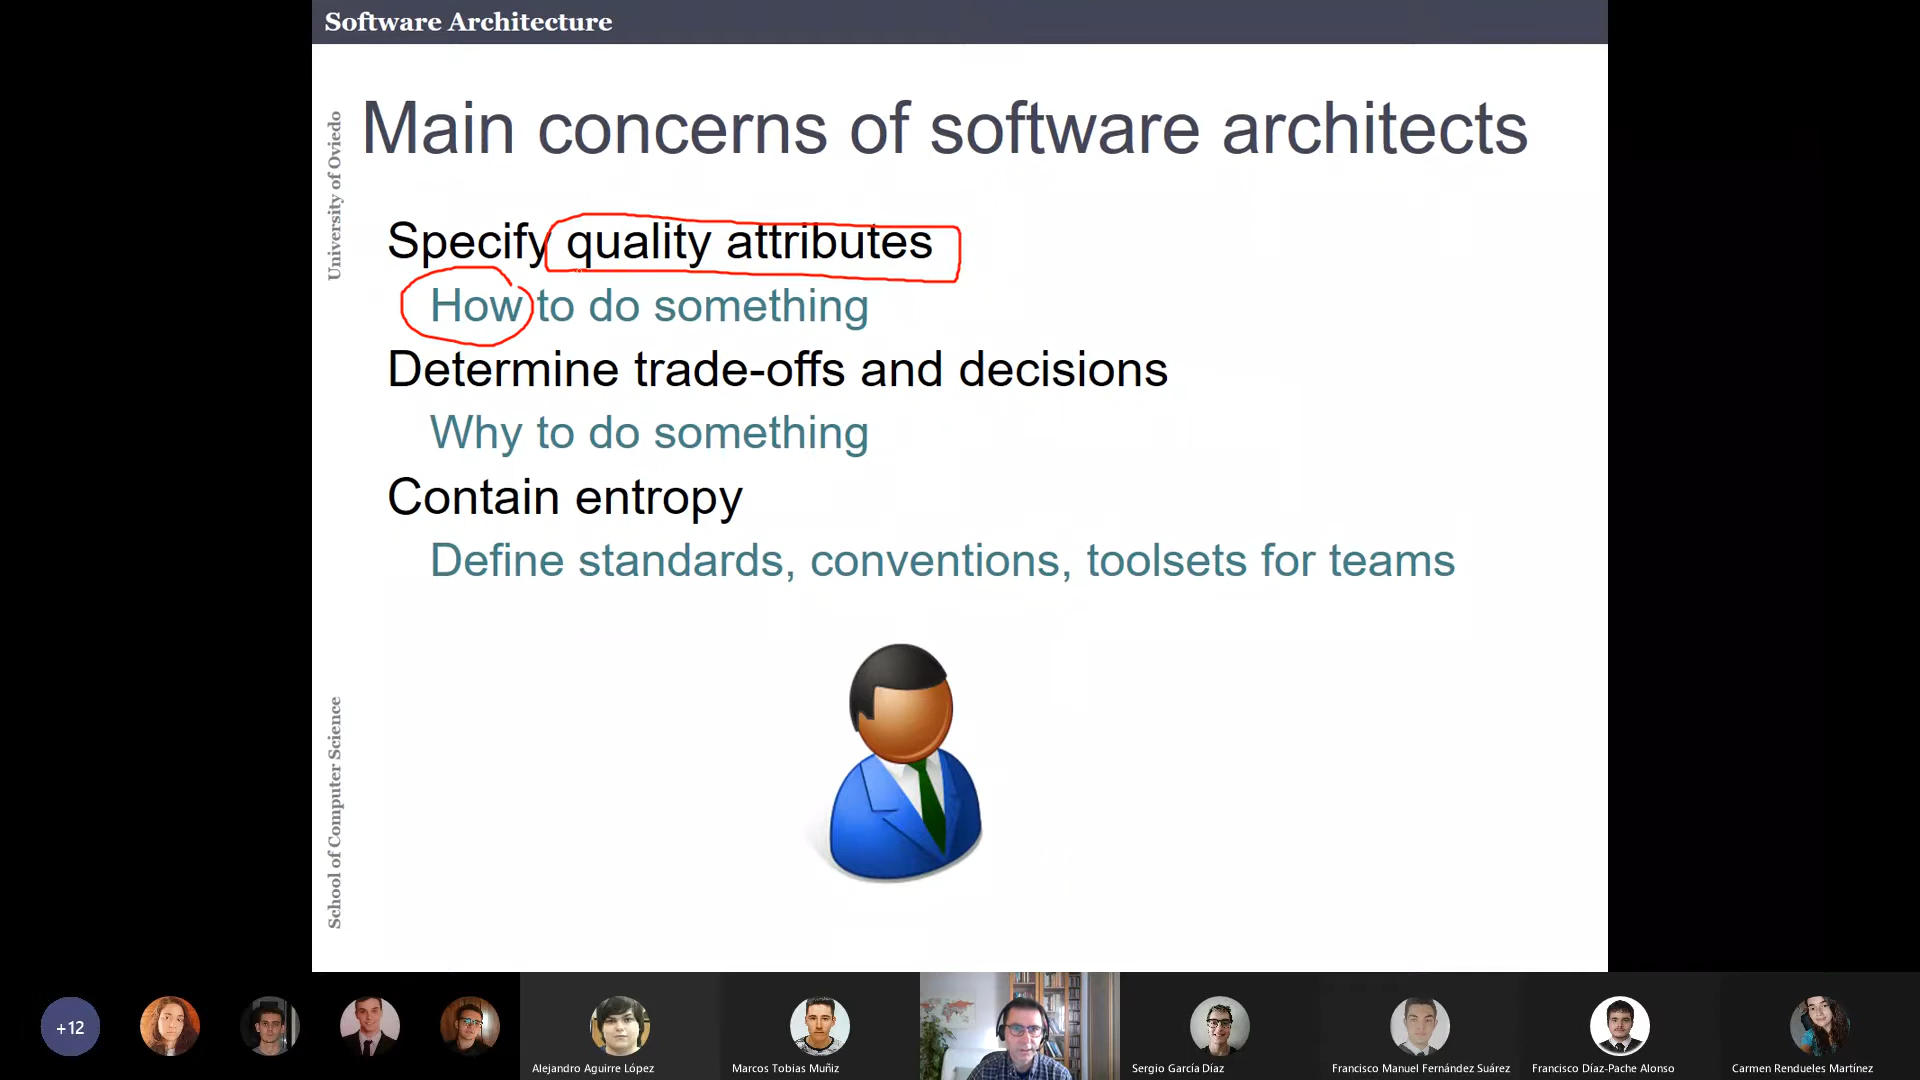 Software Architecture
University of Oviedo
Main concerns of software architects
Specify quality attributes
How to do something
Determine trade-offs and decisions
Why to do something
Contain entropy
Define standards, conventions, toolsets for teams
School of Computer Science
+12
Alejandro Aguirre López
Marcos Tobias Muñiz
Sergio García Díaz
Francisco Manuel Fernández Suárez
Francisco Díaz-Pache Alonso
Carmen Rendueles Martínez